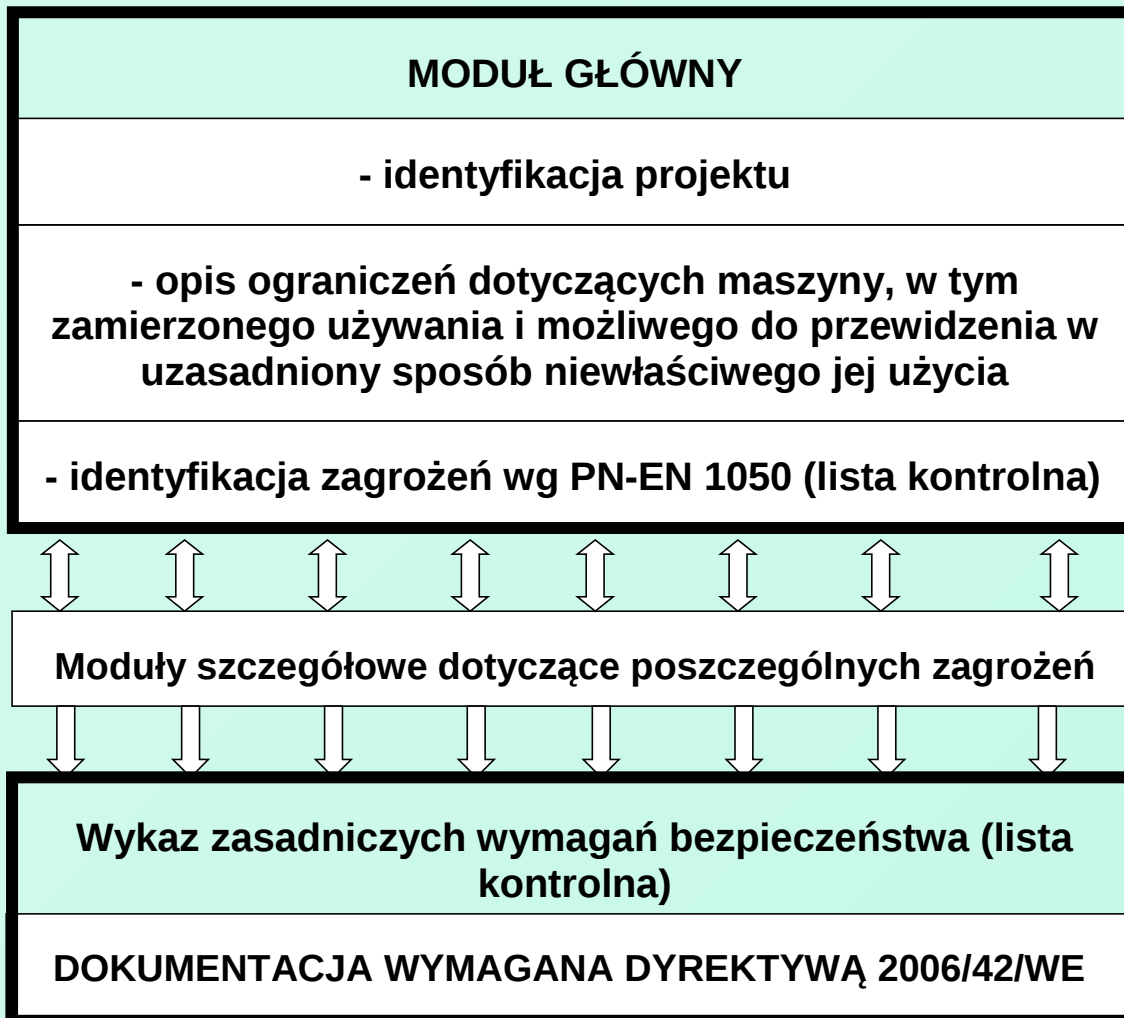 MODUŁ GŁÓWNY
- identyfikacja projektu
- opis ograniczeń dotyczących maszyny, w tym
zamierzonego używania i możliwego do przewidzenia w
uzasadniony sposób niewłaściwego jej użycia
- identyfikacja zagrożeń wg PN-EN 1050 (lista kontrolna)
Moduły szczegółowe dotyczące poszczególnych zagrożeń
Wykaz zasadniczych wymagań bezpieczeństwa (lista
kontrolna)
DOKUMENTACJA WYMAGANA DYREKTYWĄ 2006/42/WE